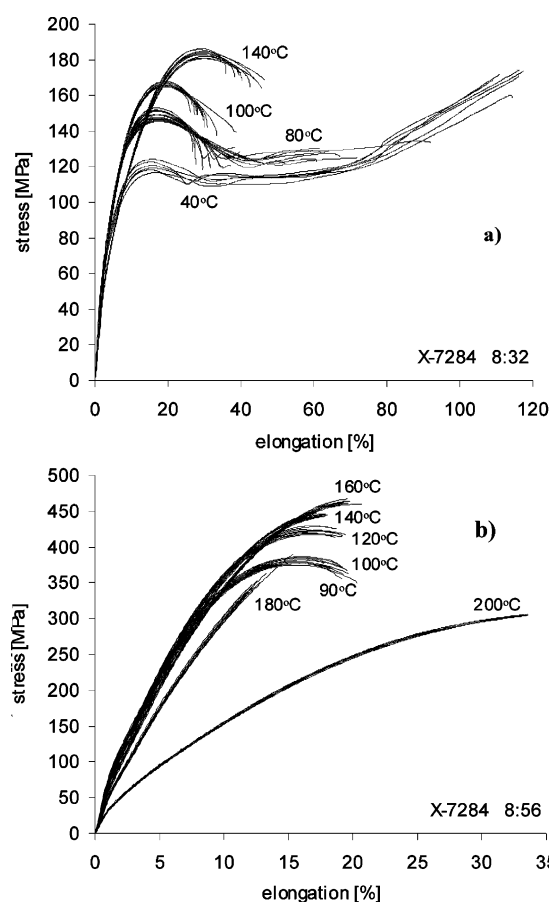 200
180
160
140
120
100
80
60
40
20
0
stress [MPa]
140°C
100°C
80°C
40°C
a)
X-7284 8:32
0 20 40 60 80 100 120
elongation [%]
500
450
400
350
300
250
200
150
100
50
0
stress [MPa]
160°C
140°C
b)
120°C
100°C
90°C
180°C
200°C
X-7284 8:56
0 5 10 15 20 25 30 35
elongation [%]